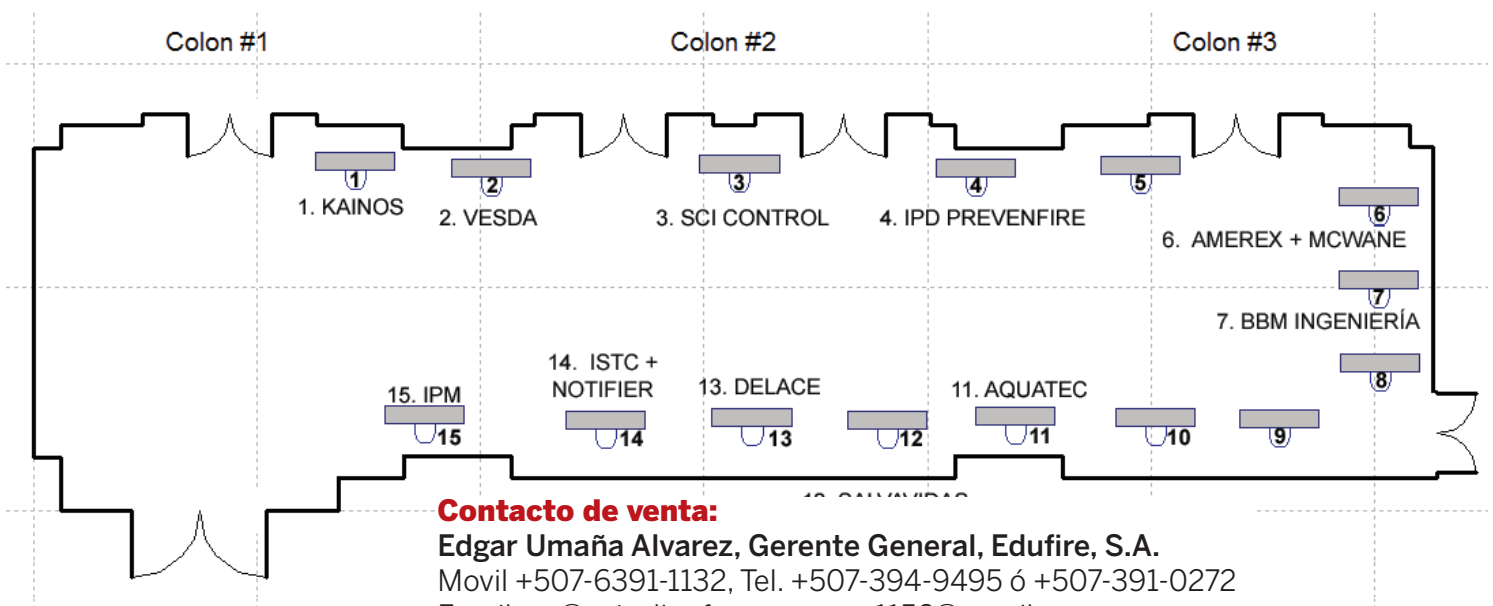 Colon #1
Colon #2
Colon #3
1
2
3
4
5
6
1. KAINOS
2. VESDA
3. SCI CONTROL
4. IPD PREVENFIRE
6. AMEREX + MCWANE
7
7. BBM INGENIERÍA
8
14. ISTC +
NOTIFIER
15. IPM
13. DELACE
11. AQUATEC
15
14
13
12
11
10
9
Contacto de venta:
Edgar Umaña Alvarez, Gerente General, Edufire, S.A.
Movil +507-6391-1132, Tel. +507-394-9495 ó +507-391-0272